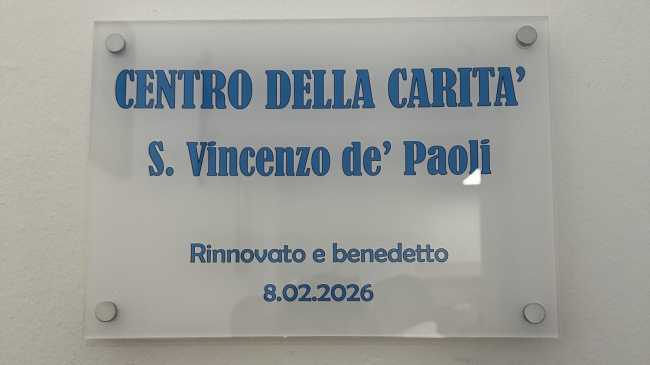 CENTRO DELLA CARITA'
S. Vincenzo de' Paoli
Rinnovato e benedetto
8.02.2026